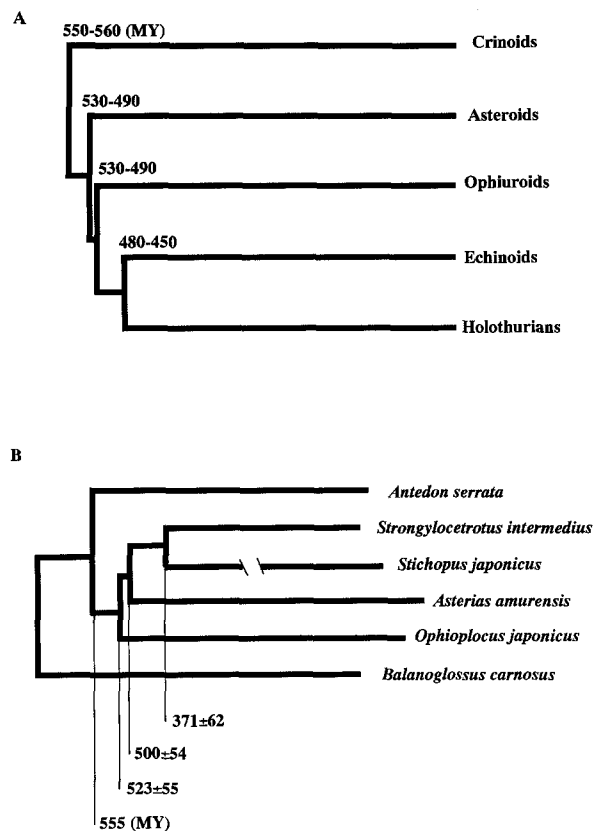 A
550-560 (MY)
Crinoids
530-490
Asteroids
530-490
Ophiuroids
480-450
Echinoids
Holothurians
B
Antedon serrata
Strongylocetrotus intermedius
Stichopus japonicus
Asterias amurensis
Ophioplocus japonicus
Balanoglossus carnosus
371±62
500±54
523±55
555 (MY)